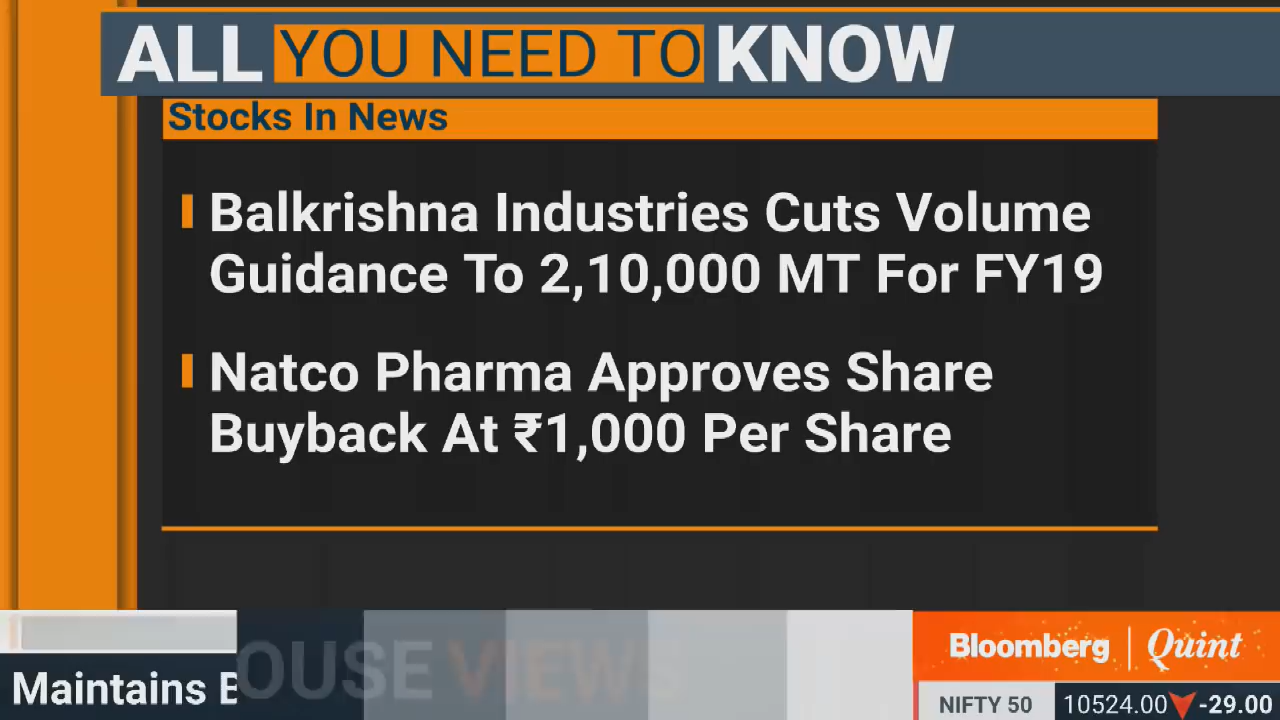 ALL YOU NEED TO KNOW
Stocks In News
Balkrishna Industries Cuts Volume
Guidance To 2,10,000 MT For FY19
Natco Pharma Approves Share
Buyback At ₹1,000 Per Share
VIEWS
Maintains
Bloomberg | Quint
NIFTY 50 10524.00 -29.00